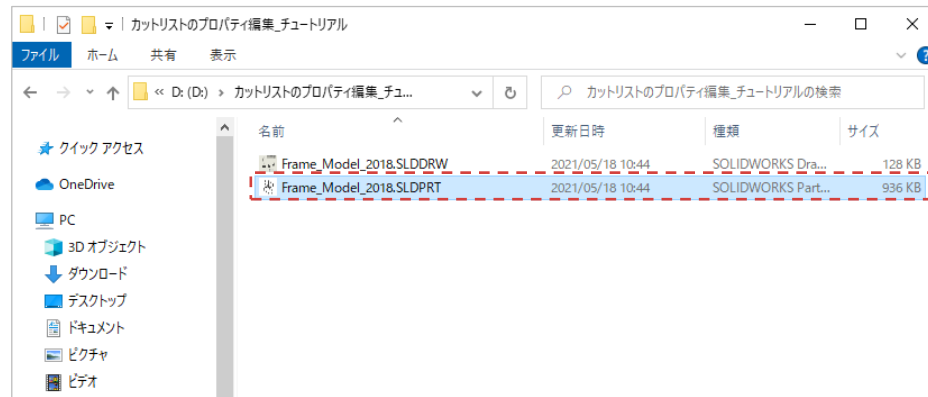 カットリストのプロパティ編集_チュートリアル
ファイル ホーム 共有 表示
« D: (D:) › カットリストのプロパティ編集_チュ... カットリストのプロパティ編集_チュートリアルの検索
名前 更新日時 種類 サイズ
クイック アクセス
Frame_Model_2018.SLDDRW 2021/05/18 10:44 SOLIDWORKS Dra... 128 KB
OneDrive
Frame_Model_2018.SLDPRT 2021/05/18 10:44 SOLIDWORKS Part... 936 KB
PC
3D オブジェクト
ダウンロード
デスクトップ
ドキュメント
ピクチャ
ビデオ